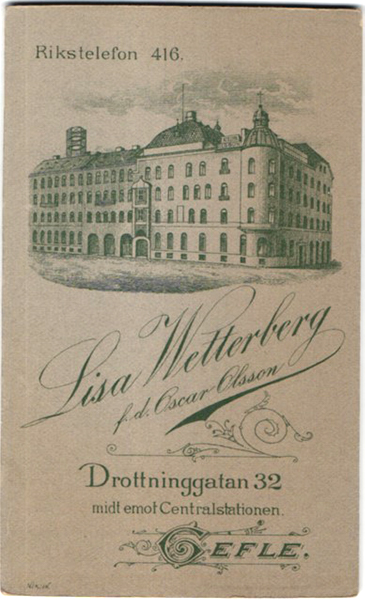 Rikstelefon 416.
Lisa Wetterberg
f. d. Oscar Olsson
Drottninggatan 32
midt emot Centralstationen.
GEFLE.